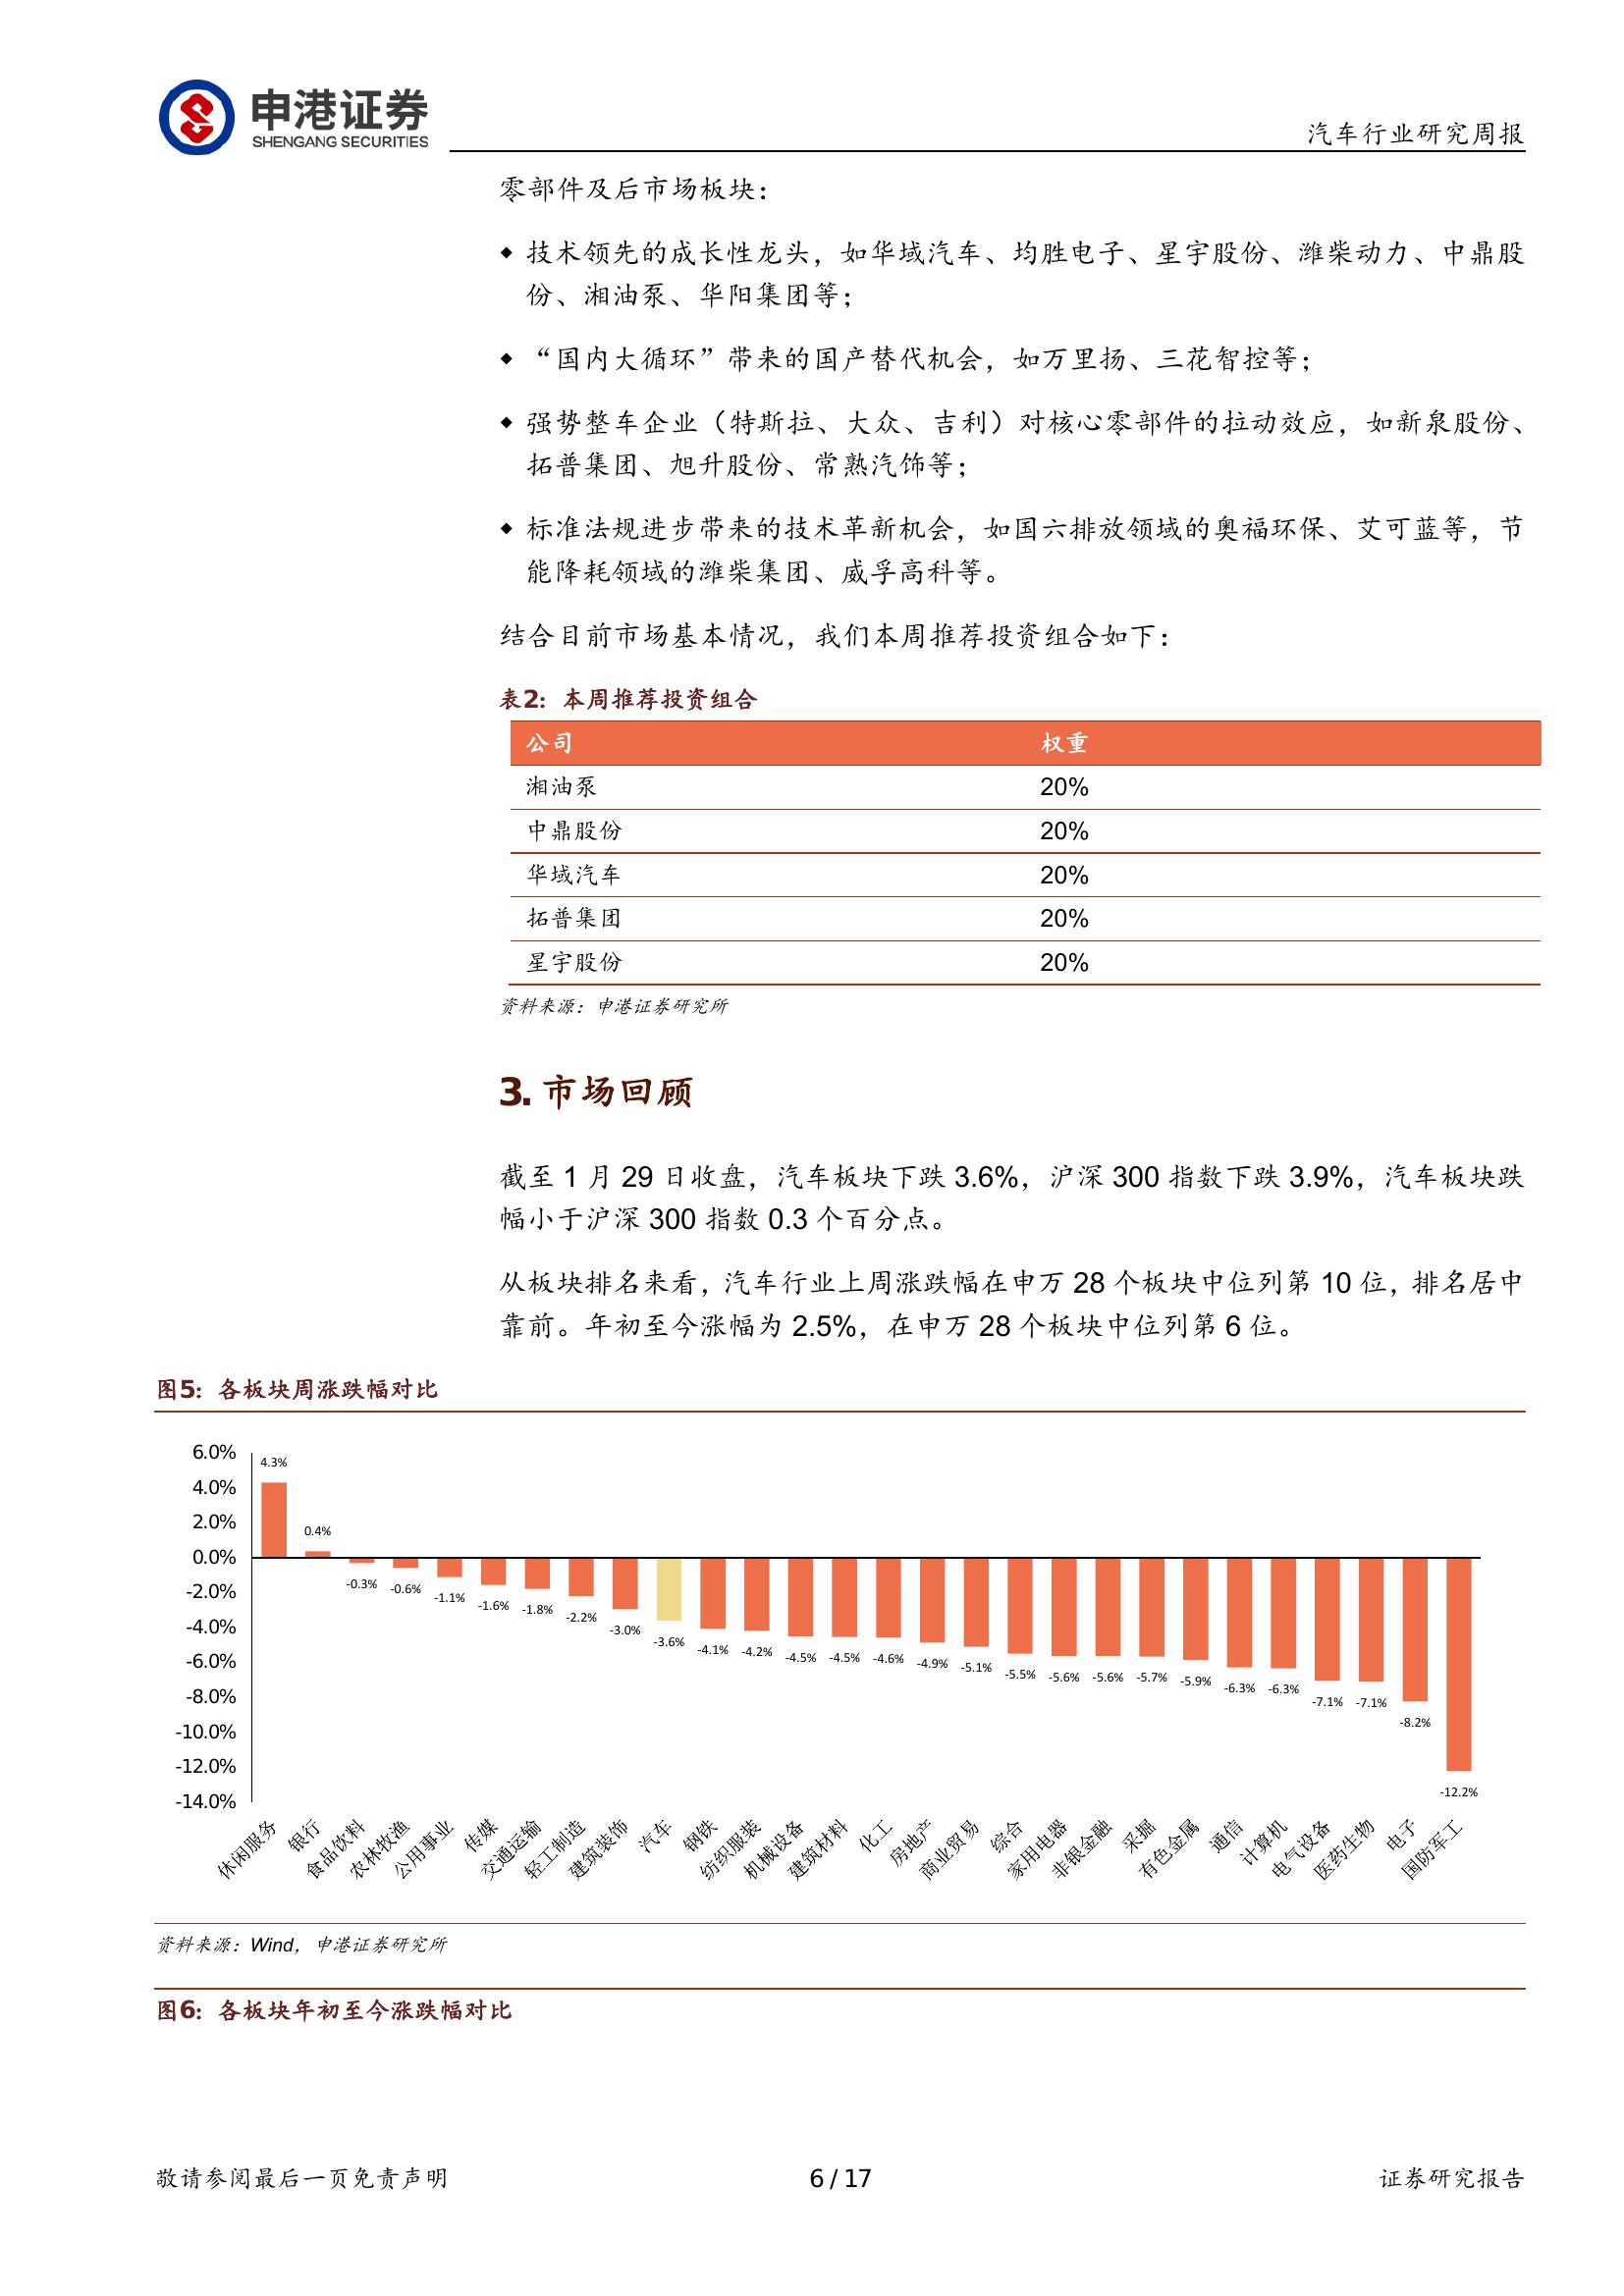 申港证券
SHENGANG SECURITIES
汽车行业研究周报
零部件及后市场板块：
◆ 技术领先的成长性龙头，如华域汽车、均胜电子、星宇股份、潍柴动力、中鼎股
份、湘油泵、华阳集团等；
◆ “国内大循环”带来的国产替代机会，如万里扬、三花智控等；
◆ 强势整车企业（特斯拉、大众、吉利）对核心零部件的拉动效应，如新泉股份、
拓普集团、旭升股份、常熟汽饰等；
◆ 标准法规进步带来的技术革新机会，如国六排放领域的奥福环保、艾可蓝等，节
能降耗领域的潍柴集团、威孚高科等。
结合目前市场基本情况，我们本周推荐投资组合如下：
表2：本周推荐投资组合
公司 权重
湘油泵 20%
中鼎股份 20%
华域汽车 20%
拓普集团 20%
星宇股份 20%
资料来源：申港证券研究所
3. 市场回顾
截至 1 月 29 日收盘，汽车板块下跌 3.6%，沪深 300 指数下跌 3.9%，汽车板块跌
幅小于沪深 300 指数 0.3 个百分点。
从板块排名来看，汽车行业上周涨跌幅在申万 28 个板块中位列第 10 位，排名居中
靠前。年初至今涨幅为 2.5%，在申万 28 个板块中位列第 6 位。
图5：各板块周涨跌幅对比
6.0%
4.0%
2.0%
0.0%
-2.0%
-4.0%
-6.0%
-8.0%
-10.0%
-12.0%
-14.0%
4.3%
0.4%
-0.3%
-0.6%
-1.1%
-1.6%
-1.8%
-2.2%
-3.0%
-3.6%
-4.1%
-4.2%
-4.5%
-4.5%
-4.6%
-4.9%
-5.1%
-5.5%
-5.6%
-5.6%
-5.7%
-5.9%
-6.3%
-6.3%
-7.1%
-7.1%
-8.2%
-12.2%
休闲服务
银行
食品饮料
农林牧渔
公用事业
传媒
交通运输
轻工制造
建筑装饰
汽车
钢铁
纺织服装
机械设备
建筑材料
化工
房地产
商业贸易
综合
家用电器
非银金融
采掘
有色金属
通信
计算机
电气设备
医药生物
电子
国防军工
资料来源：Wind，申港证券研究所
图6：各板块年初至今涨跌幅对比
敬请参阅最后一页免责声明
6 / 17
证券研究报告